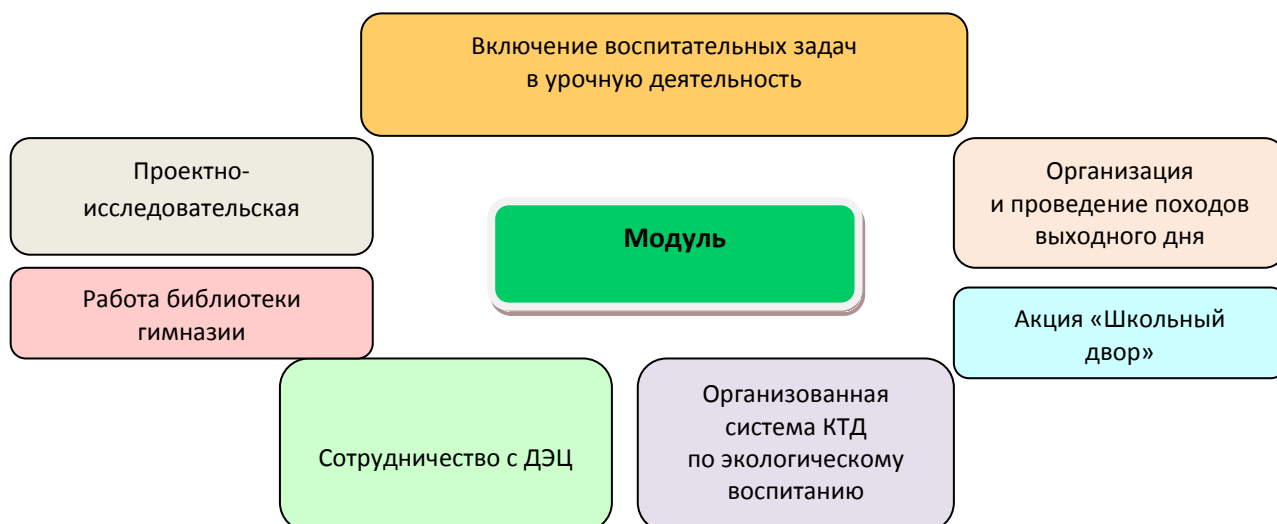 Включение воспитательных задач
в урочную деятельность
Проектно-
исследовательская
Организация
и проведение походов
выходного дня
Модуль
Работа библиотеки
гимназии
Акция «Школьный
двор»
Сотрудничество с ДЭЦ
Организованная
система КТД
по экологическому
воспитанию